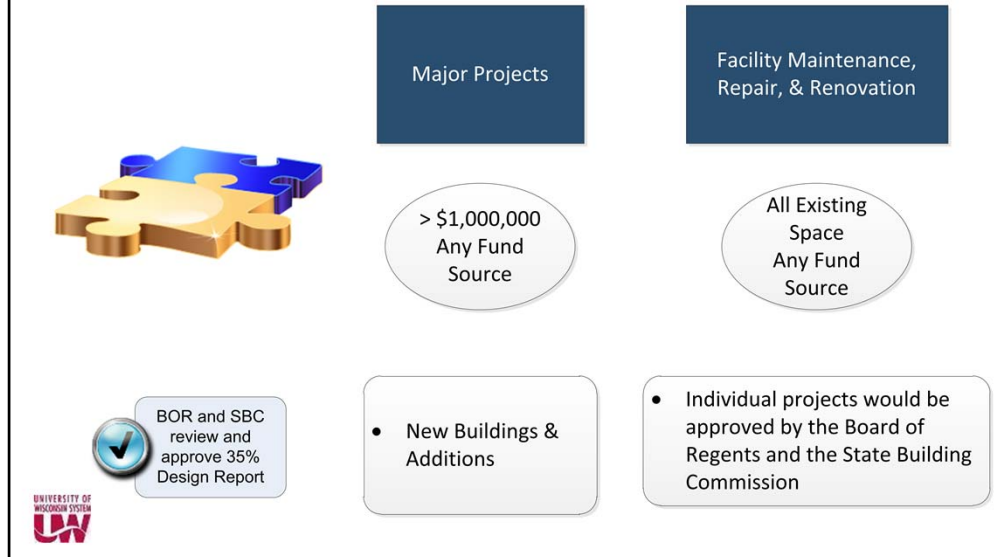 Major Projects
Facility Maintenance,
Repair, & Renovation
> $1,000,000
Any Fund
Source
All Existing
Space
Any Fund
Source
BOR and SBC
review and
approve 35%
Design Report
• New Buildings &
Additions
• Individual projects would be
approved by the Board of
Regents and the State Building
Commission
UNIVERSITY OF
WISCONSIN SYSTEM
UW